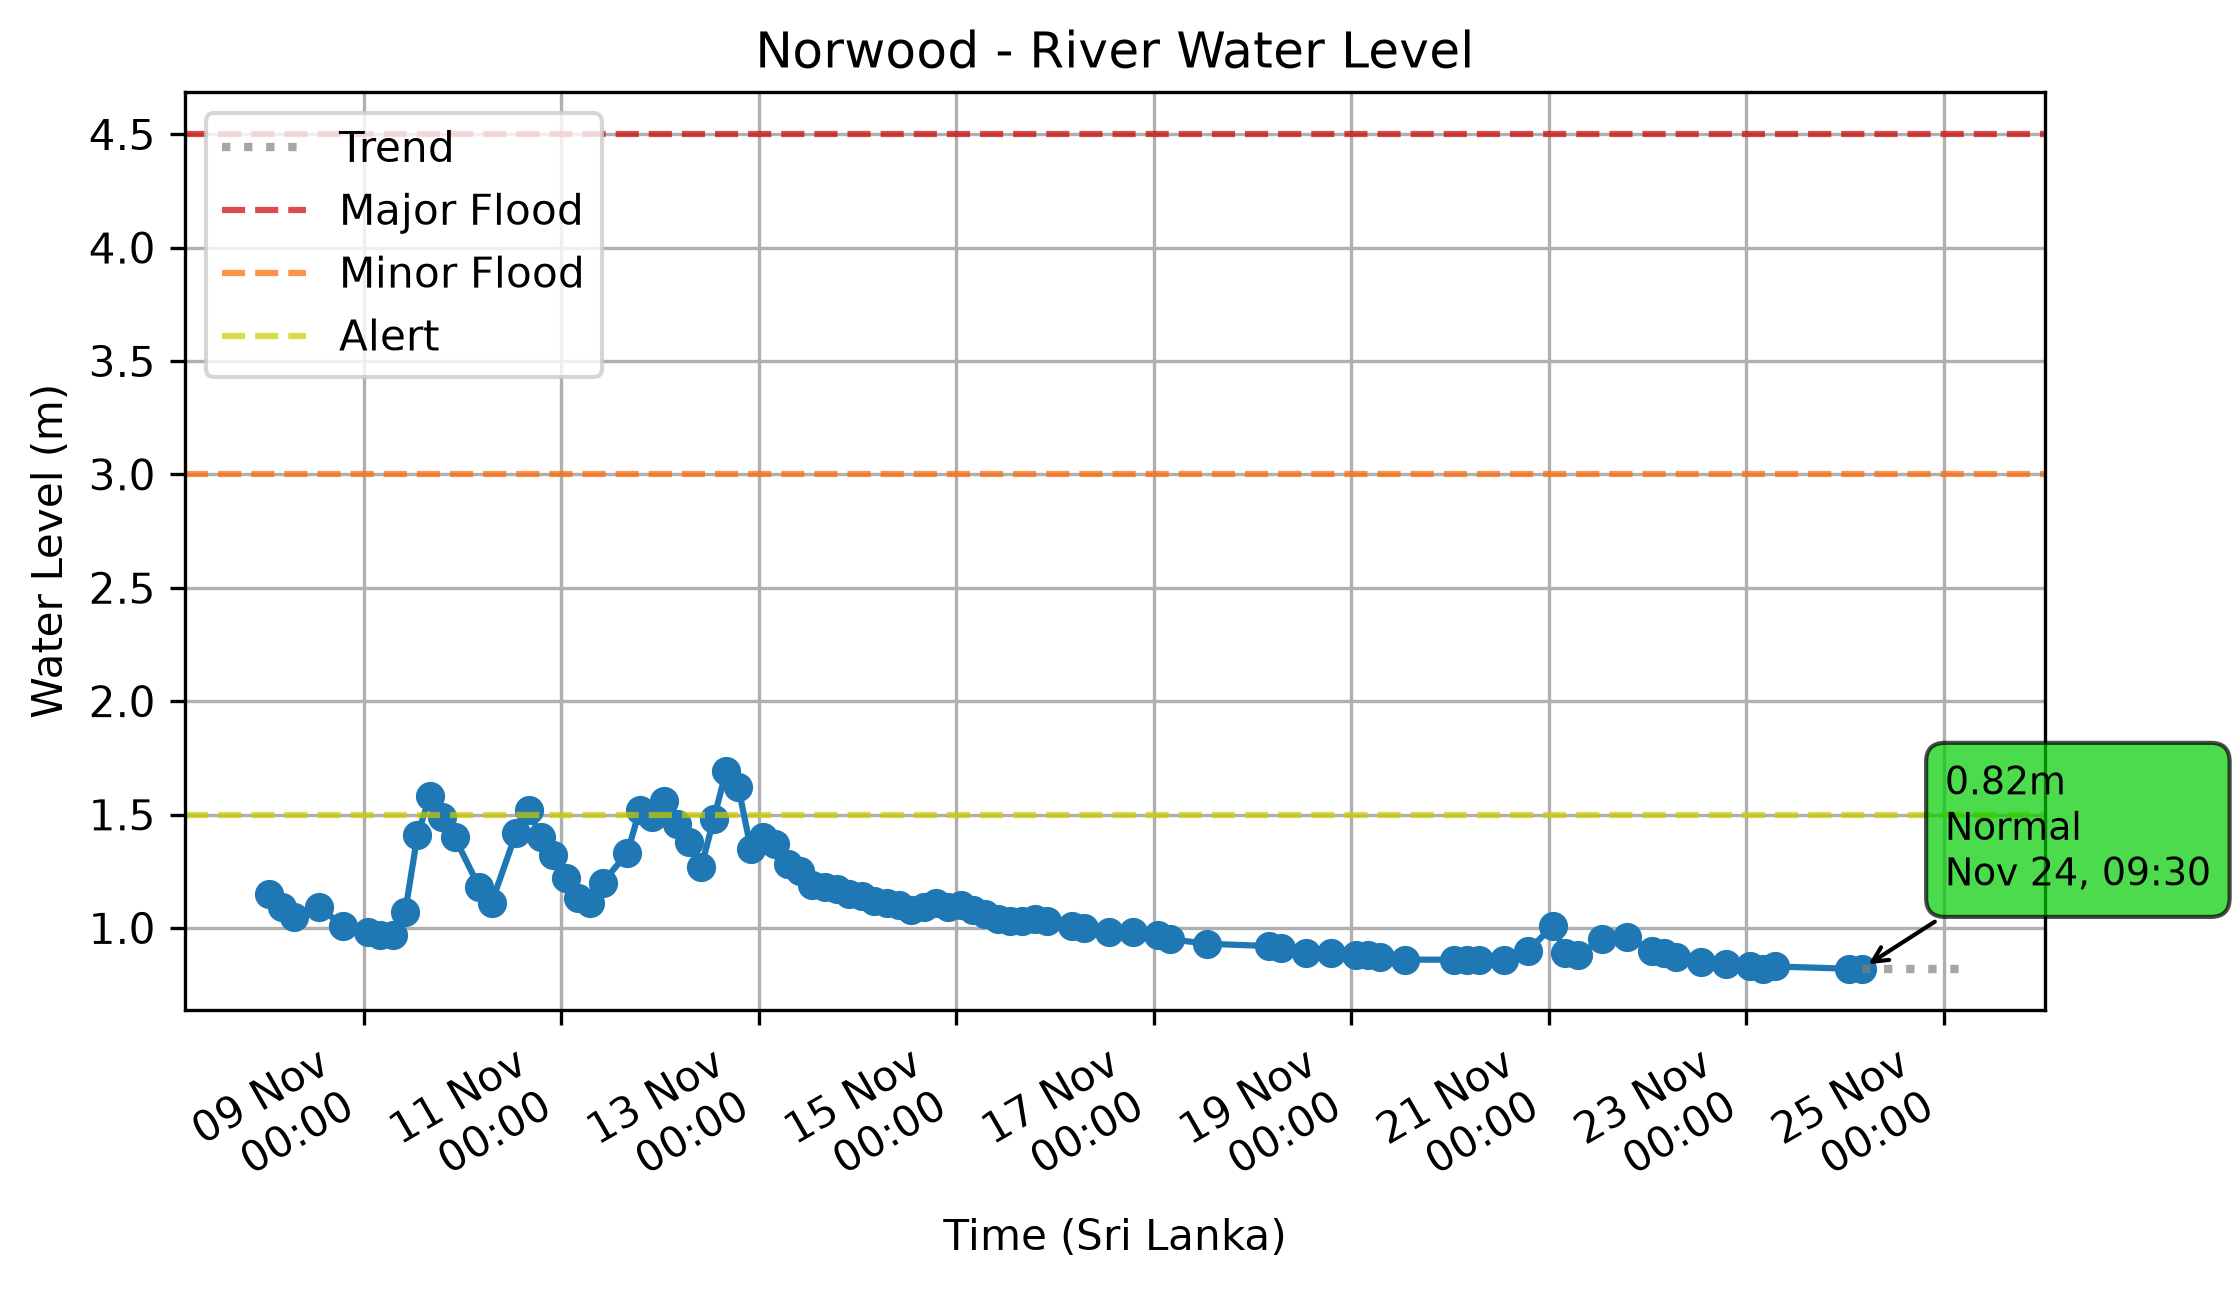 Norwood - River Water Level
Trend
Major Flood
Minor Flood
Alert
4.5
4.0
3.5
3.0
2.5
2.0
1.5
1.0
Water Level (m)
0.82m
Normal
Nov 24, 09:30
09 Nov
00:00
11 Nov
00:00
13 Nov
00:00
15 Nov
00:00
17 Nov
00:00
19 Nov
00:00
21 Nov
00:00
23 Nov
00:00
25 Nov
00:00
Time (Sri Lanka)